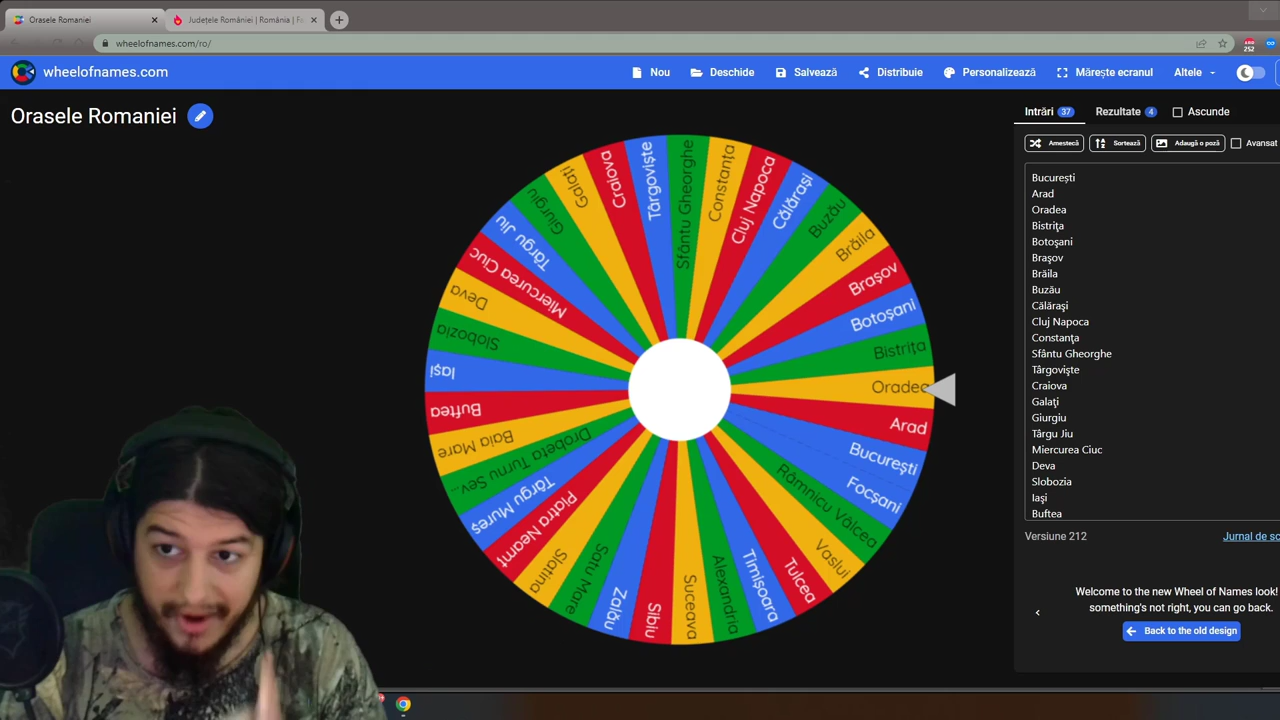 Orasele Romaniei
Județele României | România | Fa
wheelofnames.com/ro/
252
wheelofnames.com
Nou
Deschide
Salvează
Distribuie
Personalizează
Mărește ecranul
Altele
Orasele Romaniei
Intrări 37
Rezultate 4
Ascunde
Amestecă
Sortează
Adaugă o poză
Avansat
București
Arad
Oradea
Bistrița
Botoșani
Brașov
Brăila
Buzău
Călărași
Cluj Napoca
Constanța
Sfântu Gheorghe
Târgoviște
Craiova
Galați
Giurgiu
Târgu Jiu
Miercurea Ciuc
Deva
Slobozia
Iași
Buftea
Versiune 212
Jurnal de sc
Welcome to the new Wheel of Names look!
something's not right, you can go back.
Back to the old design
Sfântu Gheorghe
Constanța
Cluj Napoca
Călărași
Buzău
Brăila
Brașov
Botoșani
Bistrița
Oradea
Arad
București
Focșani
Râmnicu Vâlcea
Vaslui
Tulcea
Timișoara
Alexandria
Suceava
Sibiu
Zalău
Satu Mare
Slatina
Piatra Neamț
Târgu Mureș
Drobeta Turnu Sev...
Baia Mare
Buftea
Iași
Slobozia
Deva
Miercurea Ciuc
Târgu Jiu
Giurgiu
Galați
Craiova
Târgoviște